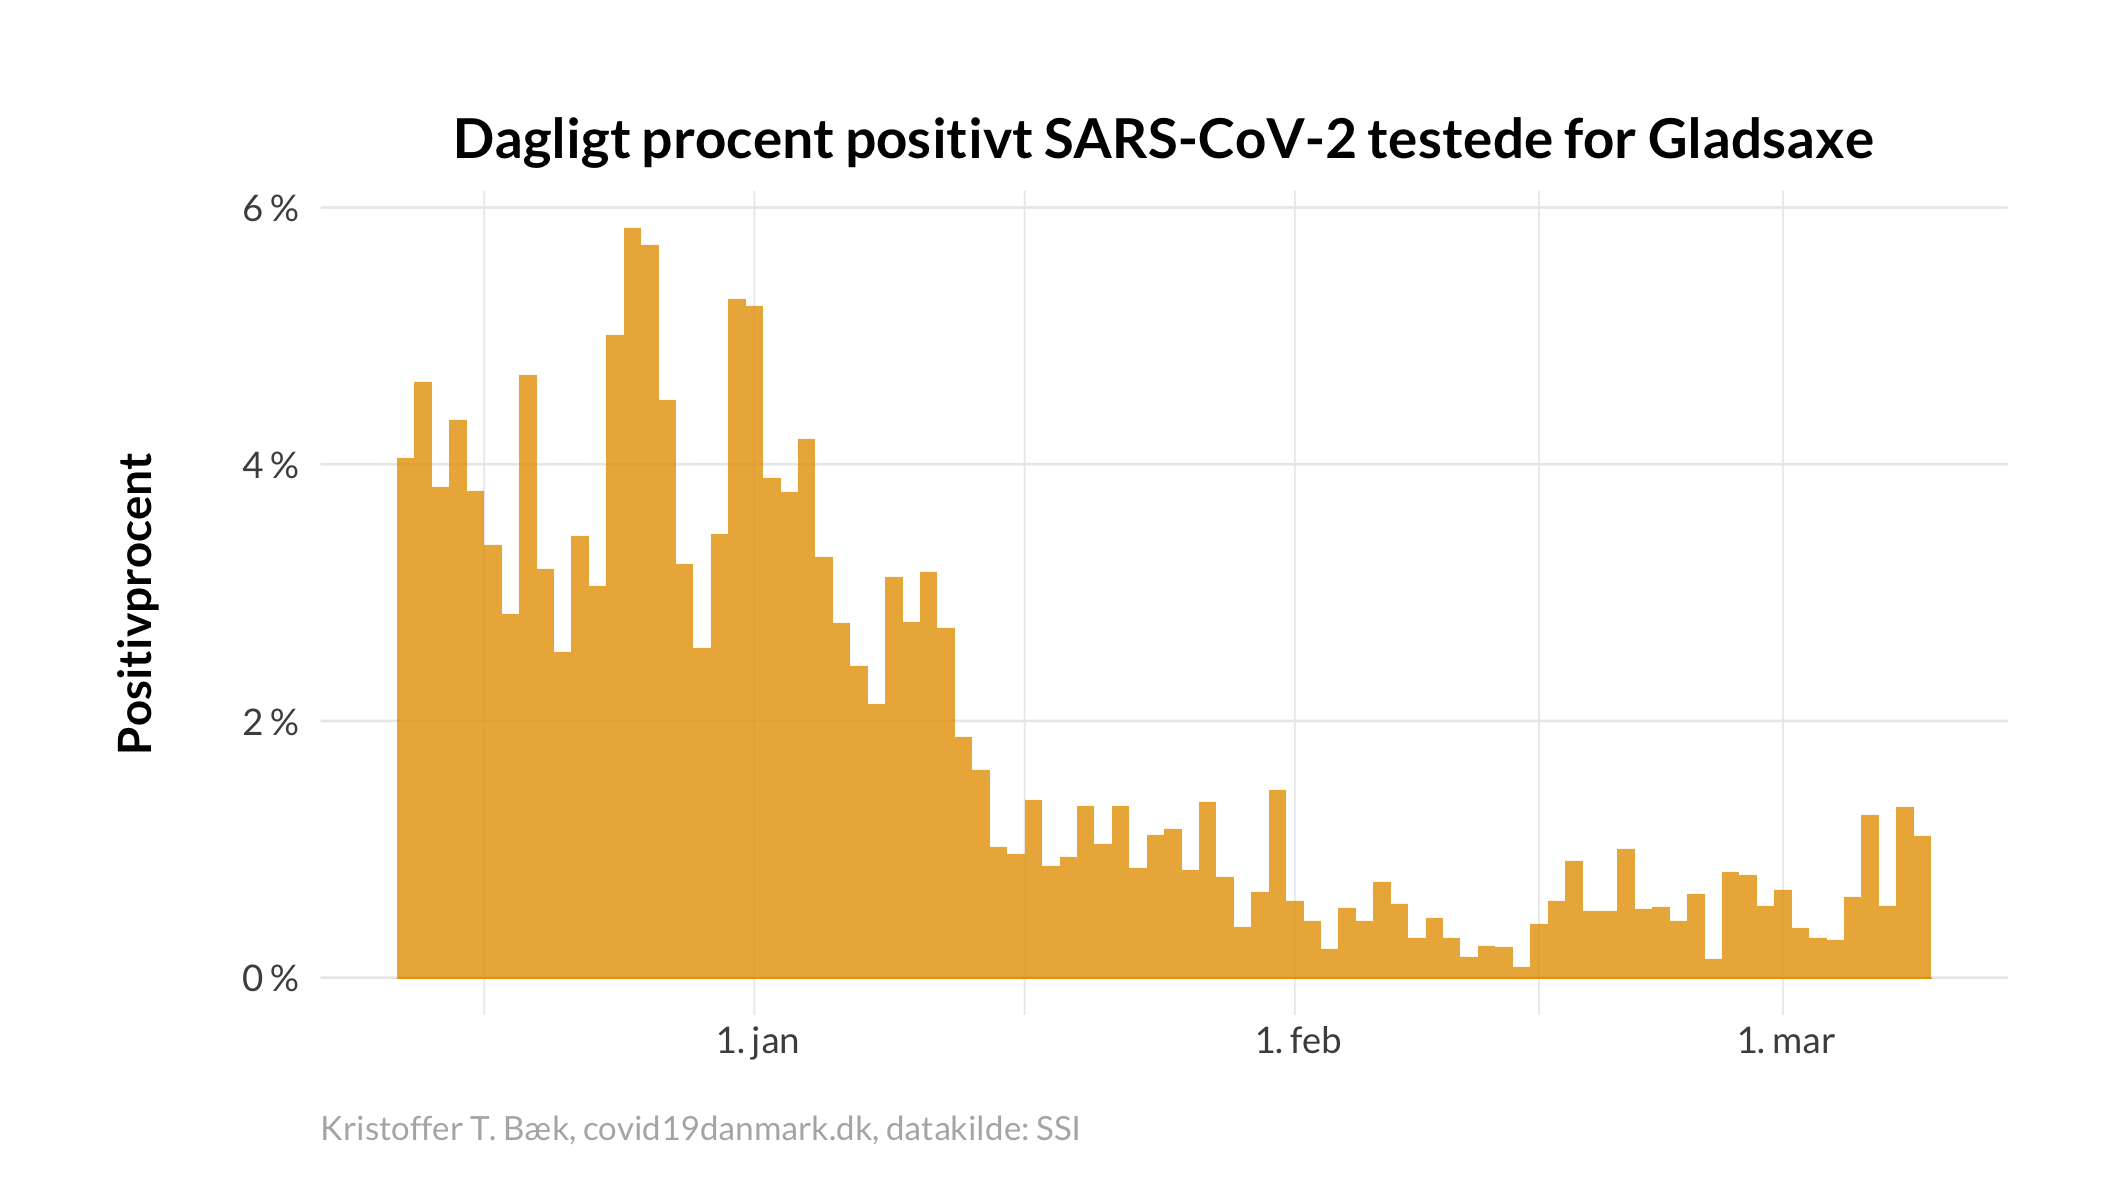 Dagligt procent positivt SARS-CoV-2 testede for Gladsaxe
Positivprocent
6 %
4 %
2 %
0 %
1. jan
1. feb
1. mar
Kristoffer T. Bæk, covid19danmark.dk, datakilde: SSI